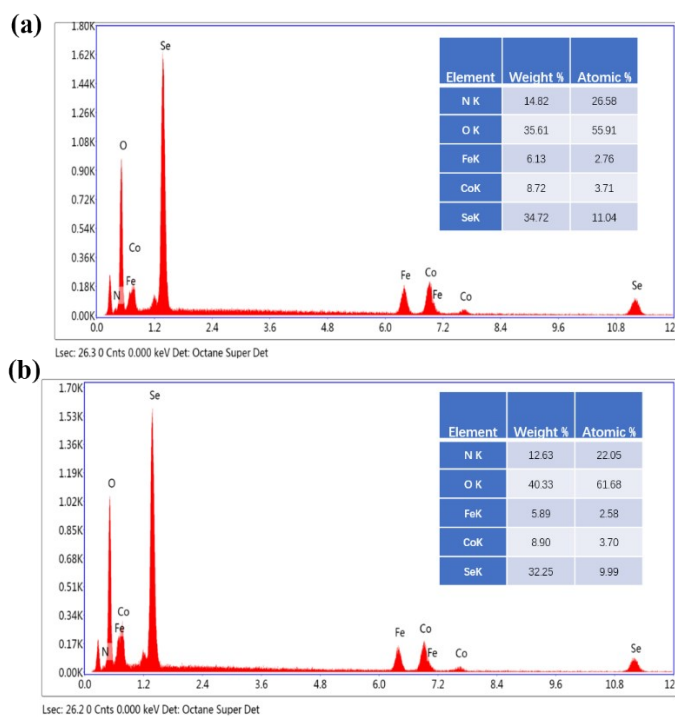 (a)
1.80K
1.62K
1.44K
1.26K
1.08K
0.90K
0.72K
0.54K
0.36K
0.18K
0.00K
Se
O
Co
Fe
N
Fe
Co
Fe
Co
Se
0.0 1.2 2.4 3.6 4.8 6.0 7.2 8.4 9.6 10.8 12
Element Weight % Atomic %
N K 14.82 26.58
O K 35.61 55.91
FeK 6.13 2.76
CoK 8.72 3.71
SeK 34.72 11.04
Lsec: 26.3 0 Cnts 0.000 keV Det: Octane Super Det
(b)
1.70K
1.53K
1.36K
1.19K
1.02K
0.85K
0.68K
0.51K
0.34K
0.17K
0.00K
Se
O
Co
Fe
N
Fe
Co
Fe
Co
Se
0.0 1.2 2.4 3.6 4.8 6.0 7.2 8.4 9.6 10.8 12
Element Weight % Atomic %
N K 12.63 22.05
O K 40.33 61.68
FeK 5.89 2.58
CoK 8.90 3.70
SeK 32.25 9.99
Lsec: 26.2 0 Cnts 0.000 keV Det: Octane Super Det